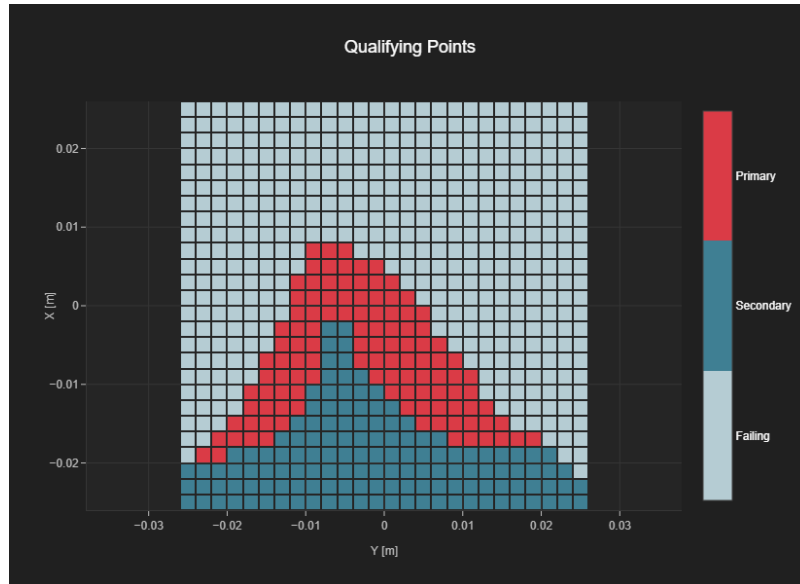 Qualifying Points
0.02
0.01
0
−0.01
−0.02
X [m]
−0.03
−0.02
−0.01
0
0.01
0.02
0.03
Y [m]
Primary
Secondary
Failing